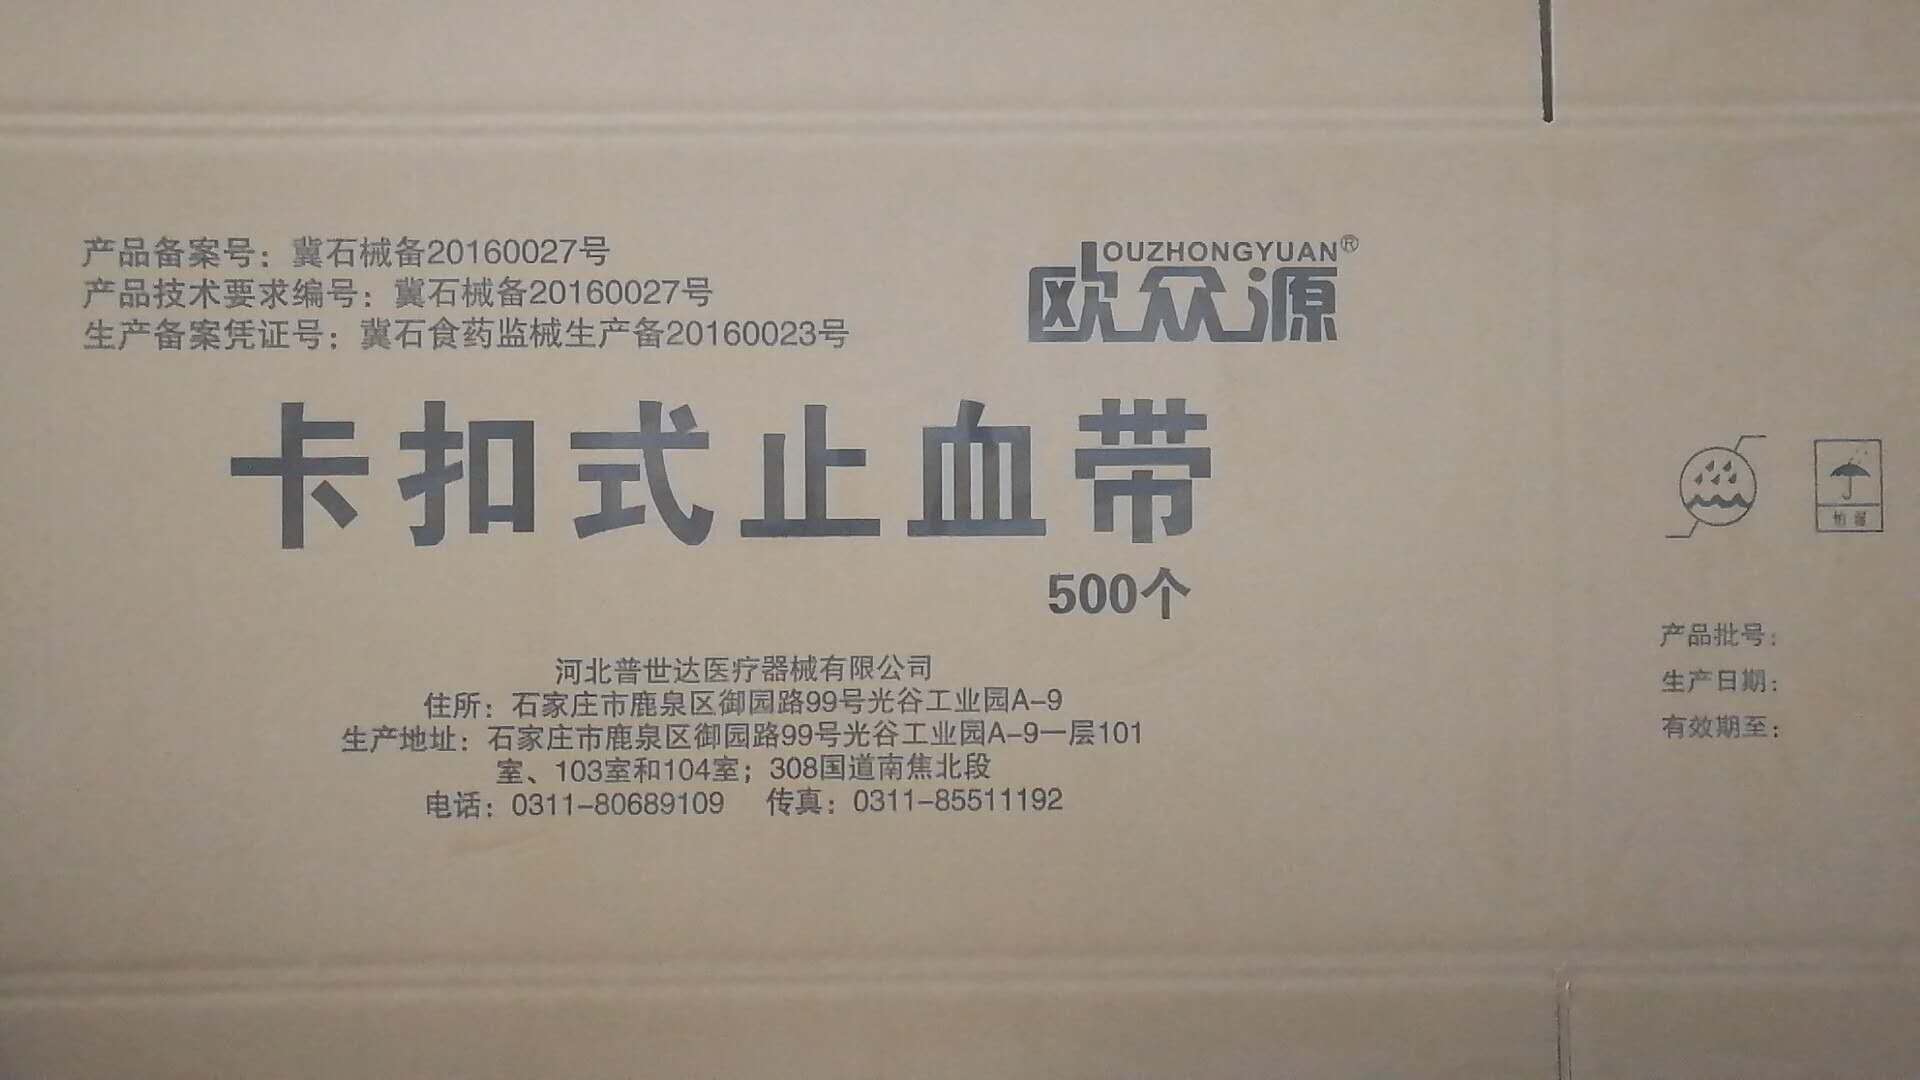 产品备案号：冀石械备20160027号
产品技术要求编号：冀石械备20160027号
生产备案凭证号：冀石食药监械生产备20160023号
OUZHONGYUAN®
欧众源
卡扣式止血带
500个
河北普世达医疗器械有限公司
住所：石家庄市鹿泉区御园路99号光谷工业园A-9
生产地址：石家庄市鹿泉区御园路99号光谷工业园A-9一层101
室、103室和104室；308国道南焦北段
电话：0311-80689109 传真：0311-85511192
怕湿
产品批号：
生产日期：
有效期至：